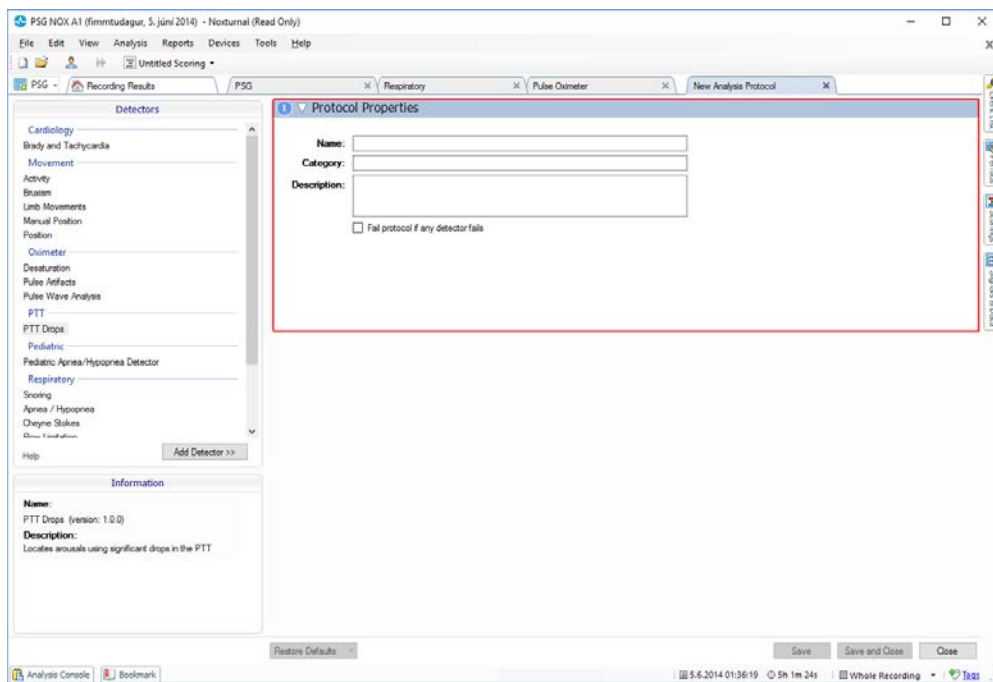 PSG NOX A1 (fimmtudagur, 5. júní 2014) - Noxturnal (Read Only)
File Edit View Analysis Reports Devices Tools Help
Untitled Scoring
PSG Recording Results PSG Respiratory Pulse Oximeter New Analysis Protocol
Detectors
Cardiology
Brady and Tachycardia
Movement
Activity
Bruxism
Limb Movements
Manual Position
Position
Oximeter
Desaturation
Pulse Artifacts
Pulse Wave Analysis
PTT
PTT Drops
Pediatric
Pediatric Apnea/Hypopnea Detector
Respiratory
Snoring
Apnea / Hypopnea
Cheyne Stokes
Flow Limitation
Help
Add Detector >>
Information
Name:
PTT Drops (version: 1.0.0)
Description:
Locates arousals using significant drops in the PTT
1 Protocol Properties
Name:
Category:
Description:
Fail protocol if any detector fails
Restore Defaults Save Save and Close Close
Analysis Console Bookmark 5.6.2014 01:36:19 5h 1m 24s Whole Recording Tags